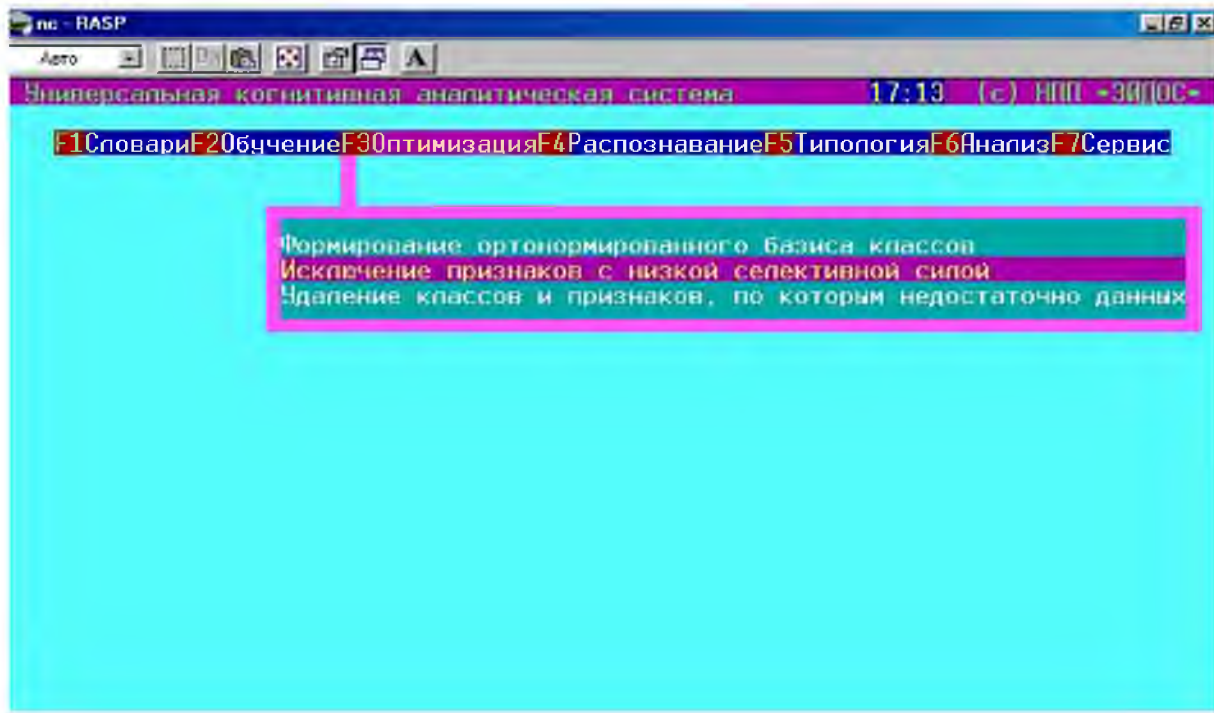 nc - RASP
Авто
A
Универсальная когнитивная аналитическая система 17:13 (c) НПП
F1СловариF2ОбучениеF3ОптимизацияF4РаспознаваниеF5ТипологияF6АнализF7Сервис
Формирование ортонормированного базиса классов
Исключение признаков с низкой селективной силой
Удаление классов и признаков, по которым недостаточно данных